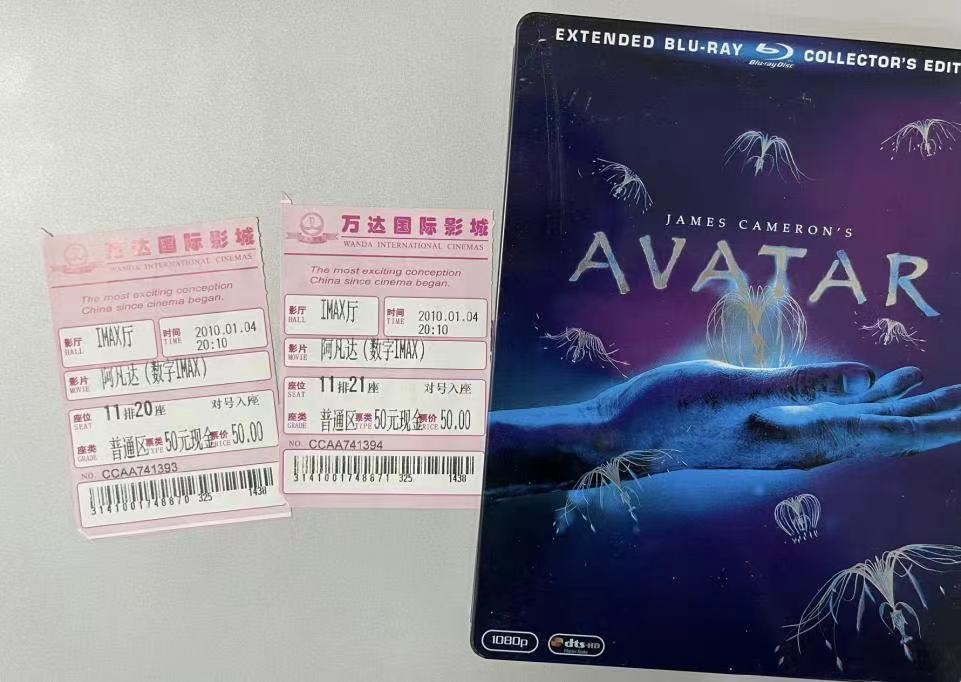 万达国际影城
WANDA INTERNATIONAL CINEMAS
The most exciting conception
China since cinema began.
影厅
HALL
IMAX厅
时间
TIME
2010.01.04
20:10
影片
MOVIE
阿凡达(数字IMAX)
座位
SEAT
11排20座
对号入座
座类
GRADE
普通区
票类
TYPE
50元现金
票价
PRICE
50.00
NO. CCAA741393
3141001748870 325 1430
万达国际影城
WANDA INTERNATIONAL CINEMAS
The most exciting conception
China since cinema began.
影厅
HALL
IMAX厅
时间
TIME
2010.01.04
20:10
影片
MOVIE
阿凡达(数字IMAX)
座位
SEAT
11排21座
对号入座
座类
GRADE
普通区
票类
TYPE
50元现金
票价
PRICE
50.00
NO. CCAA741394
3141001748871 325 1430
EXTENDED BLU-RAY Blu-ray Disc COLLECTOR'S EDIT
JAMES CAMERON'S
AVATAR
1080p
dts-HD